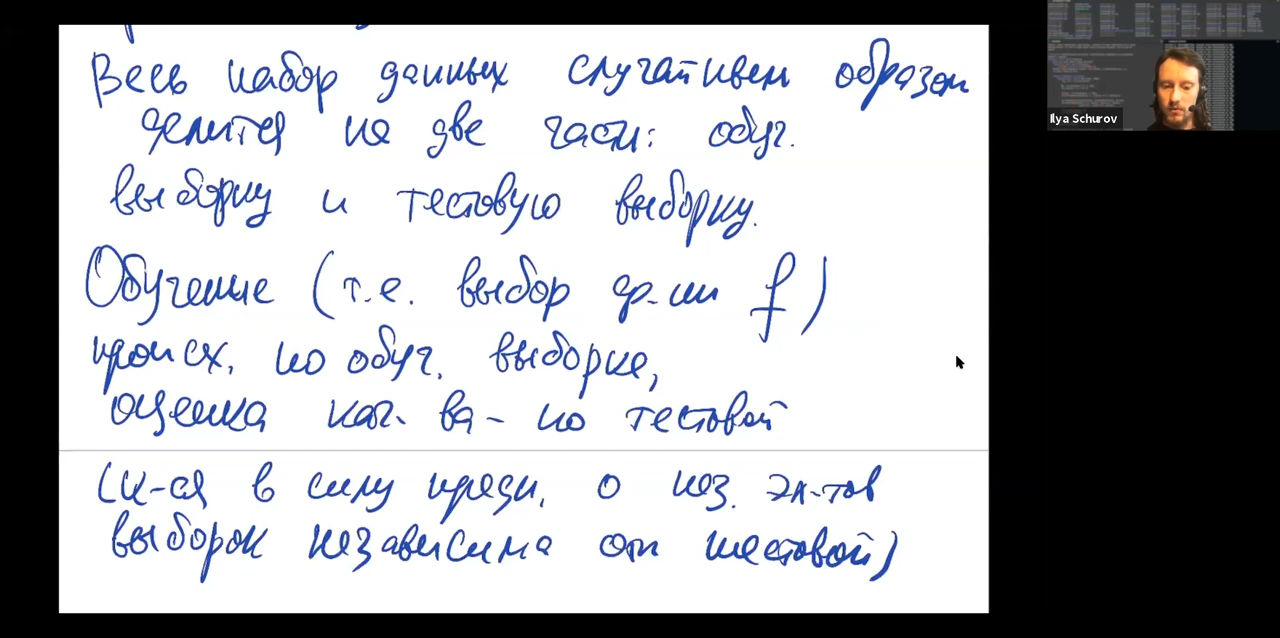 Весь набор данных случайным образом
делится на две части: обуч.
выборку и тестовую выборку.
Обучение (т.е. выбор ф-ии f)
происх. по обуч. выборке,
оценка кач-ва - по тестовой
(к-ая в силу предп. о нез. эл-тов
выборок независима от тестовой)
Ilya Schurov